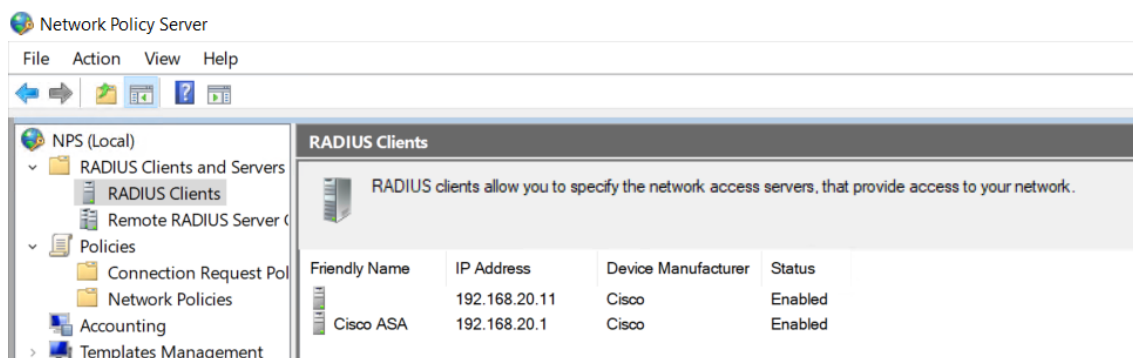 Network Policy Server
File Action View Help
NPS (Local)
RADIUS Clients and Servers
RADIUS Clients
Remote RADIUS Server (
Policies
Connection Request Pol
Network Policies
Accounting
Templates Management
RADIUS Clients
RADIUS clients allow you to specify the network access servers, that provide access to your network.
Friendly Name IP Address Device Manufacturer Status
192.168.20.11 Cisco Enabled
Cisco ASA 192.168.20.1 Cisco Enabled